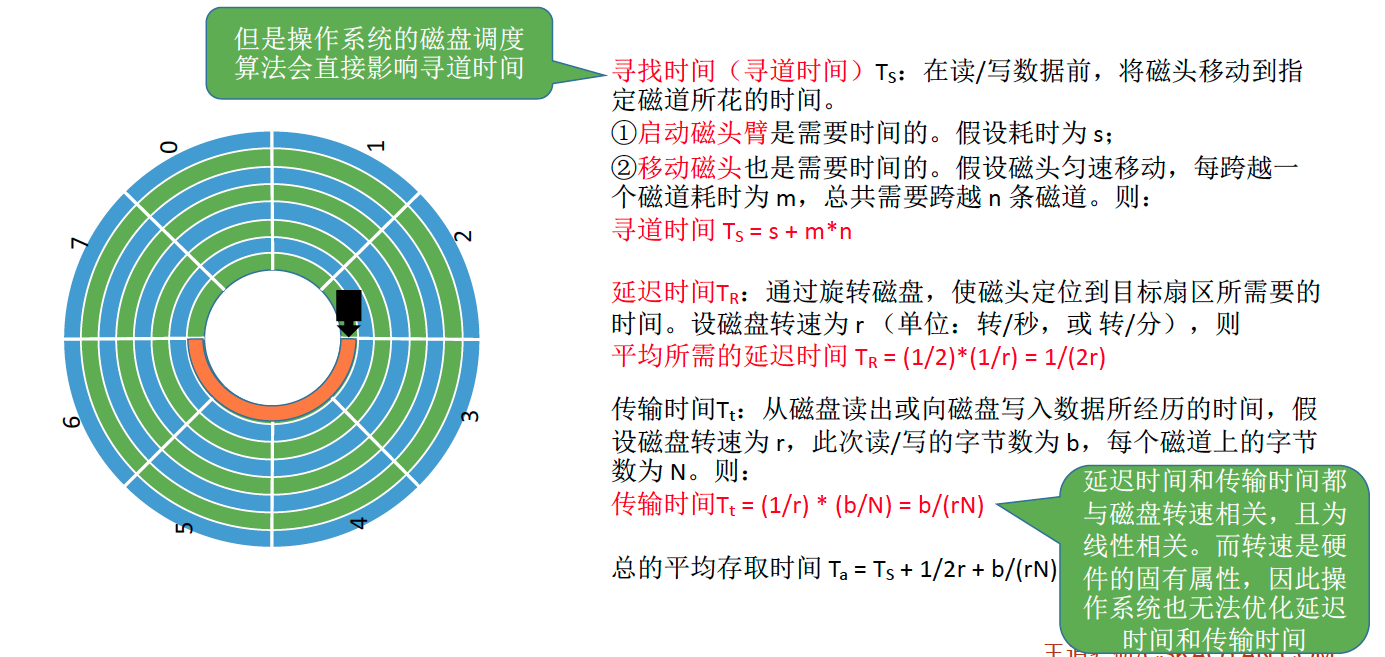 但是操作系统的磁盘调度
算法会直接影响寻道时间
寻找时间（寻道时间）TS：在读/写数据前，将磁头移动到指
定磁道所花的时间。
①启动磁头臂是需要时间的。假设耗时为 s；
②移动磁头也是需要时间的。假设磁头匀速移动，每跨越一
个磁道耗时为 m，总共需要跨越 n 条磁道。则：
寻道时间 TS = s + m*n
延迟时间TR：通过旋转磁盘，使磁头定位到目标扇区所需要的
时间。设磁盘转速为 r （单位：转/秒，或 转/分），则
平均所需的延迟时间 TR = (1/2)*(1/r) = 1/(2r)
传输时间Tt：从磁盘读出或向磁盘写入数据所经历的时间，假
设磁盘转速为 r，此次读/写的字节数为 b，每个磁道上的字节
数为 N。则：
传输时间Tt = (1/r) * (b/N) = b/(rN)
总的平均存取时间 Ta = TS + 1/2r + b/(rN)
延迟时间和传输时间都
与磁盘转速相关，且为
线性相关。而转速是硬
件的固有属性，因此操
作系统也无法优化延迟
时间和传输时间
0
1
2
3
4
5
6
7